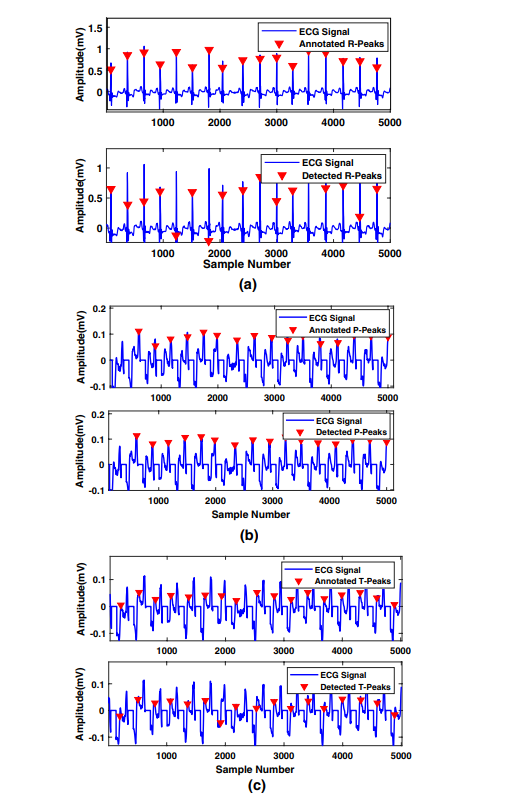 ECG Signal
Annotated R-Peaks
Amplitude(mV)
1.5
1
0.5
0
1000 2000 3000 4000 5000
ECG Signal
Detected R-Peaks
Amplitude(mV)
1
0.5
0
1000 2000 3000 4000 5000
Sample Number
(a)
ECG Signal
Annotated P-Peaks
Amplitude(mV)
0.2
0.1
0
-0.1
1000 2000 3000 4000 5000
ECG Signal
Detected P-Peaks
Amplitude(mV)
0.2
0.1
0
-0.1
1000 2000 3000 4000 5000
Sample Number
(b)
ECG Signal
Annotated T-Peaks
Amplitude(mV)
0.1
0
-0.1
1000 2000 3000 4000 5000
ECG Signal
Detected T-Peaks
Amplitude(mV)
0.1
0
-0.1
1000 2000 3000 4000 5000
Sample Number
(c)